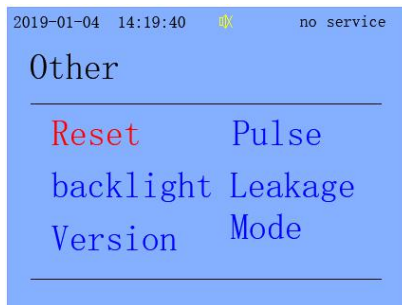 2019-01-04 14:19:40 no service
Other
Reset Pulse
backlight Leakage
Version Mode